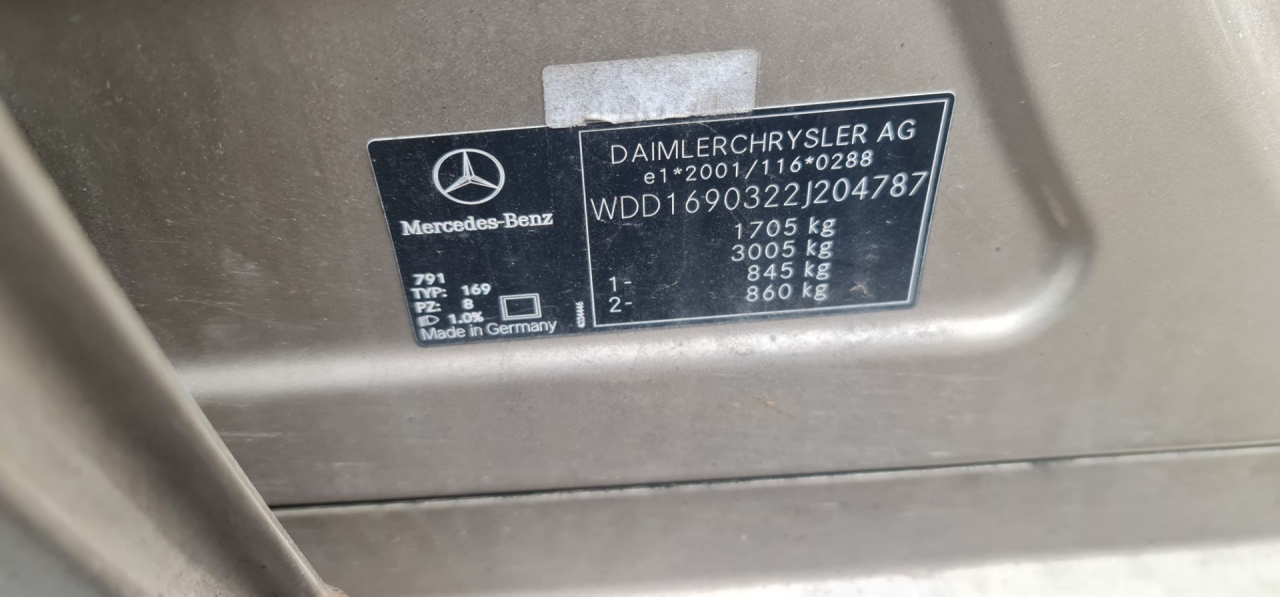 Mercedes-Benz
791
TYP: 169
PZ: 8
1.0%
Made in Germany
4334446
DAIMLERCHRYSLER AG
e1*2001/116*0288
WDD1690322J204787
1705 kg
3005 kg
1- 845 kg
2- 860 kg